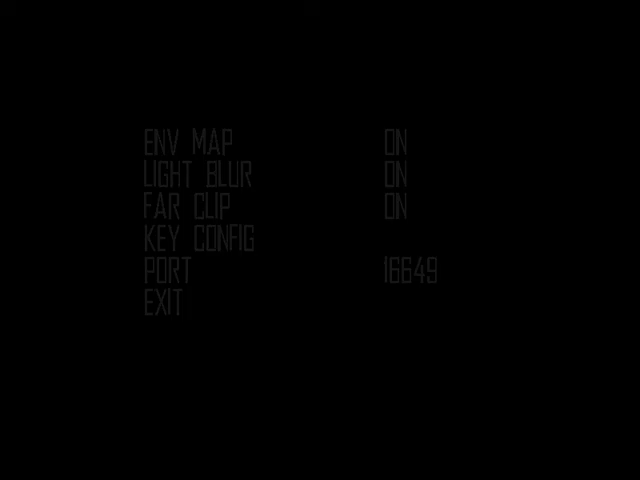 ENV MAP ON
LIGHT BLUR ON
FAR CLIP ON
KEY CONFIG
PORT 16649
EXIT